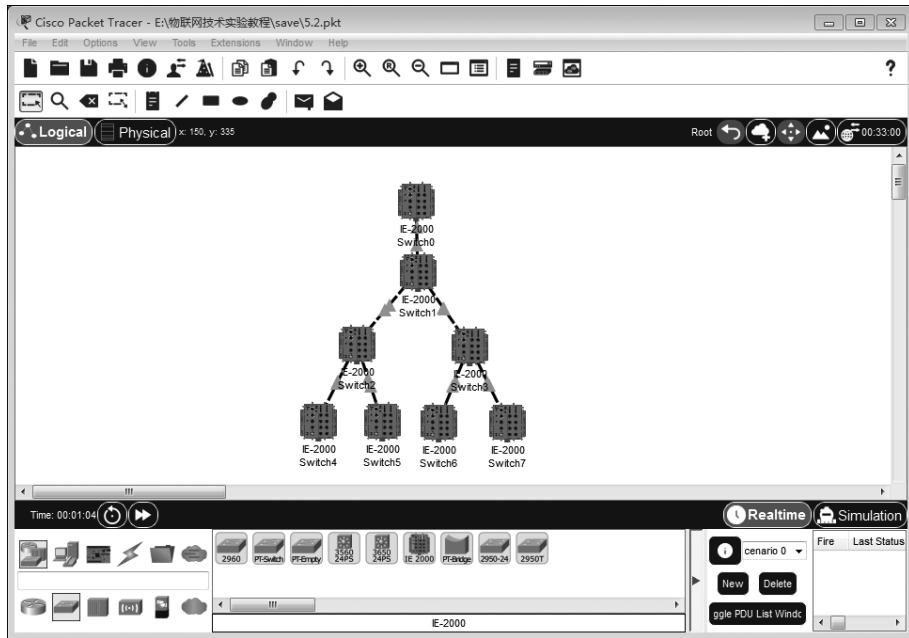 Cisco Packet Tracer - E:\物联网技术实验教程\save\5.2.pkt
File Edit Options View Tools Extensions Window Help
Logical Physical x: 150, y: 335 Root 00:33:00
IE-2000
Switch0
IE-2000
Switch1
IE-2000
Switch2
IE-2000
Switch3
IE-2000
Switch4
IE-2000
Switch5
IE-2000
Switch6
IE-2000
Switch7
Time: 00:01:04 Realtime Simulation
2960 PT-Switch PT-Empty 3560 24PS 3650 24PS IE 2000 PT-Bridge 2950-24 2950T
cenario 0
Fire Last Status
New Delete
ggle PDU List Windo
IE-2000